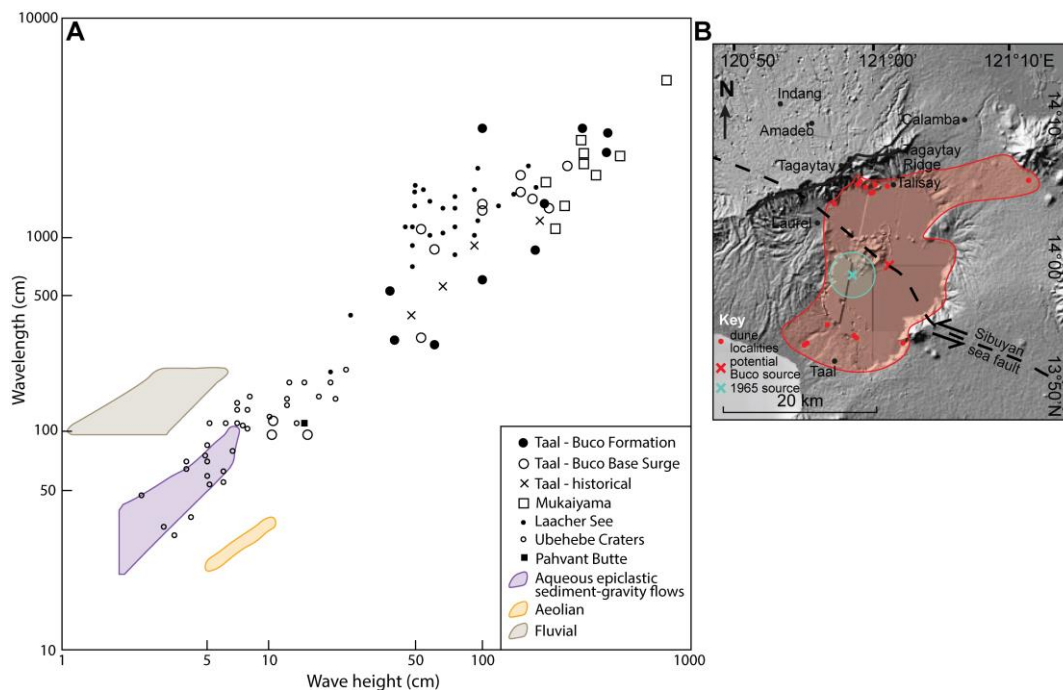 A
10000
1000
500
100
50
10
Wavelength (cm)
1
5
10
50
100
1000
Wave height (cm)
Taal - Buco Formation
Taal - Buco Base Surge
Taal - historical
Mukaiyama
Laacher See
Ubehebe Craters
Pahvant Butte
Aqueous epiclastic
sediment-gravity flows
Aeolian
Fluvial
B
120°50'
121°00'
121°10'E
N
Indang
Amadeo
Calamba
14°10'
Tagaytay
Tagaytay
Ridge
Talisay
Laurel
14°00'
Key
dune
localities
potential
Buco source
1965 source
Taal
20 km
Sibuyan
sea fault
13°50'N